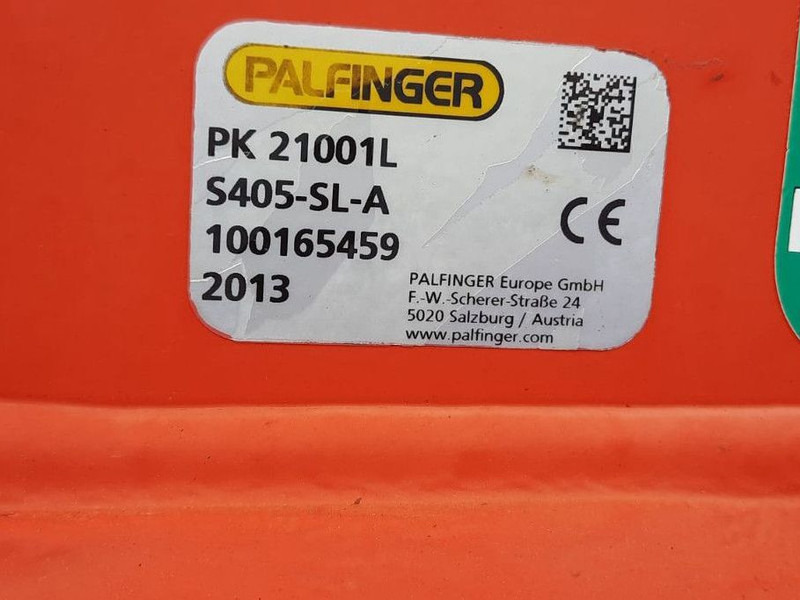 PALFINGER
PK 21001L
S405-SL-A
100165459
2013
CE
PALFINGER Europe GmbH
F.-W.-Scherer-Straße 24
5020 Salzburg / Austria
www.palfinger.com